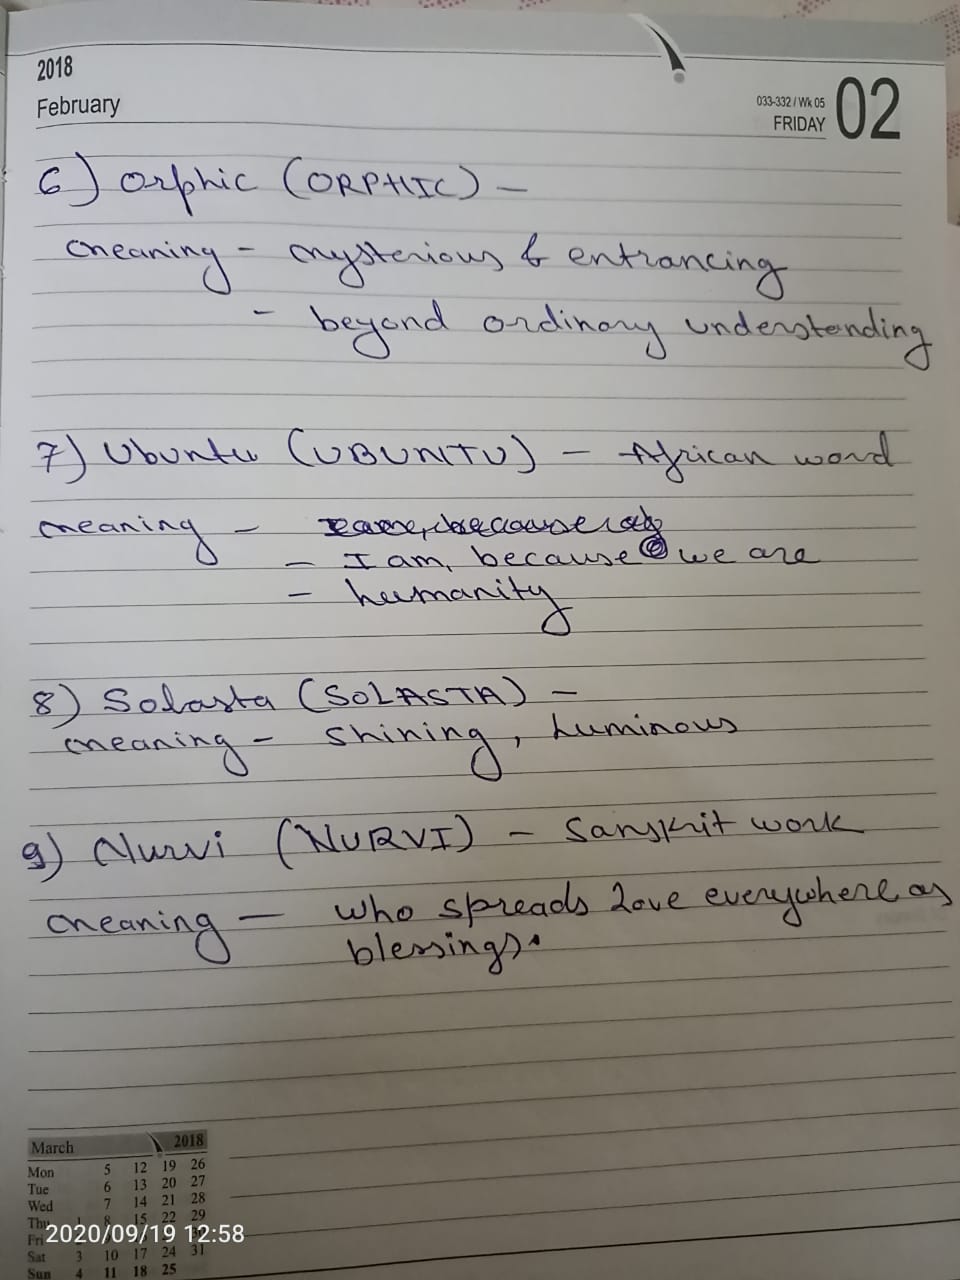 2018
February
033-332 / Wk 05
FRIDAY
02
6) Orphic (ORPHIC) –
meaning – mysterious & entrancing
– beyond ordinary understanding
7) Ubuntu (UBUNTU) – African word
meaning –
– I am, because we are
– humanity
8) Solasta (SOLASTA) –
meaning – shining, luminous
9) Nurvi (NURVI) – Sanskrit work
meaning – who spreads love everywhere as
blessings.
March 2018
Mon 5 12 19 26
Tue 6 13 20 27
Wed 7 14 21 28
Thu 1 8 15 22 29
Fri
Sat 3 10 17 24 31
Sun 4 11 18 25
2020/09/19 12:58